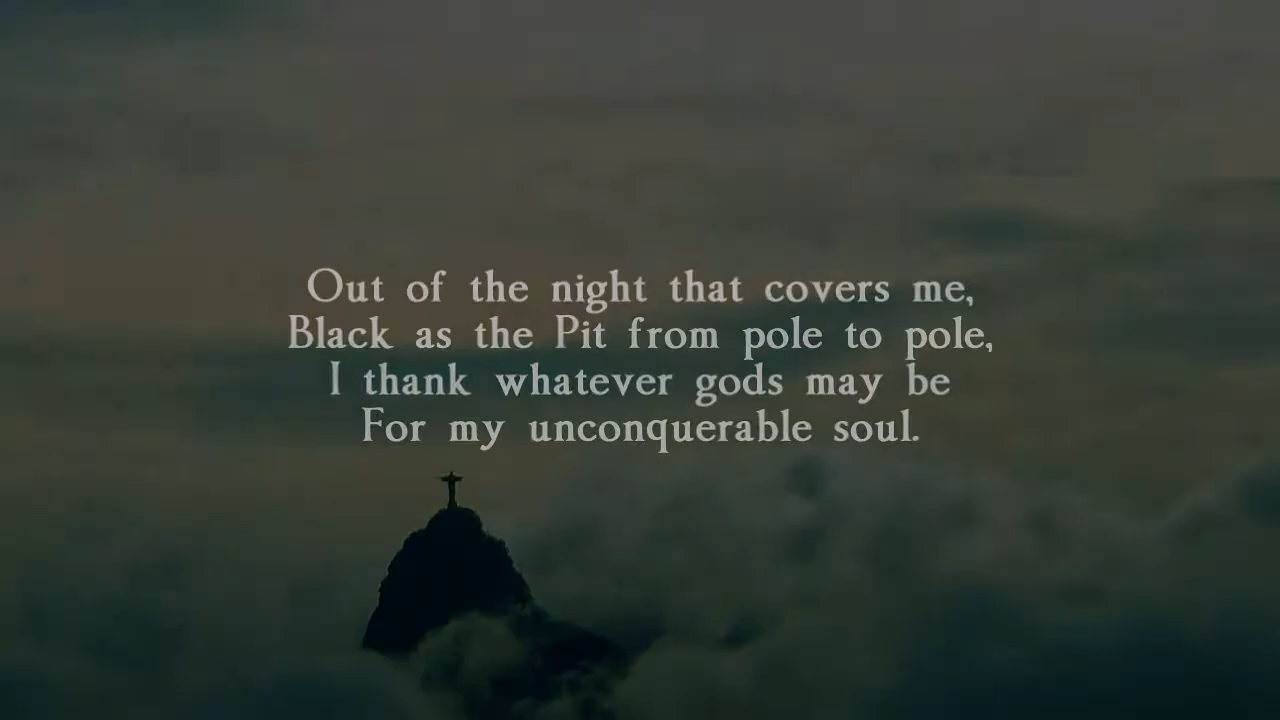 Out of the night that covers me,
Black as the Pit from pole to pole,
I thank whatever gods may be
For my unconquerable soul.